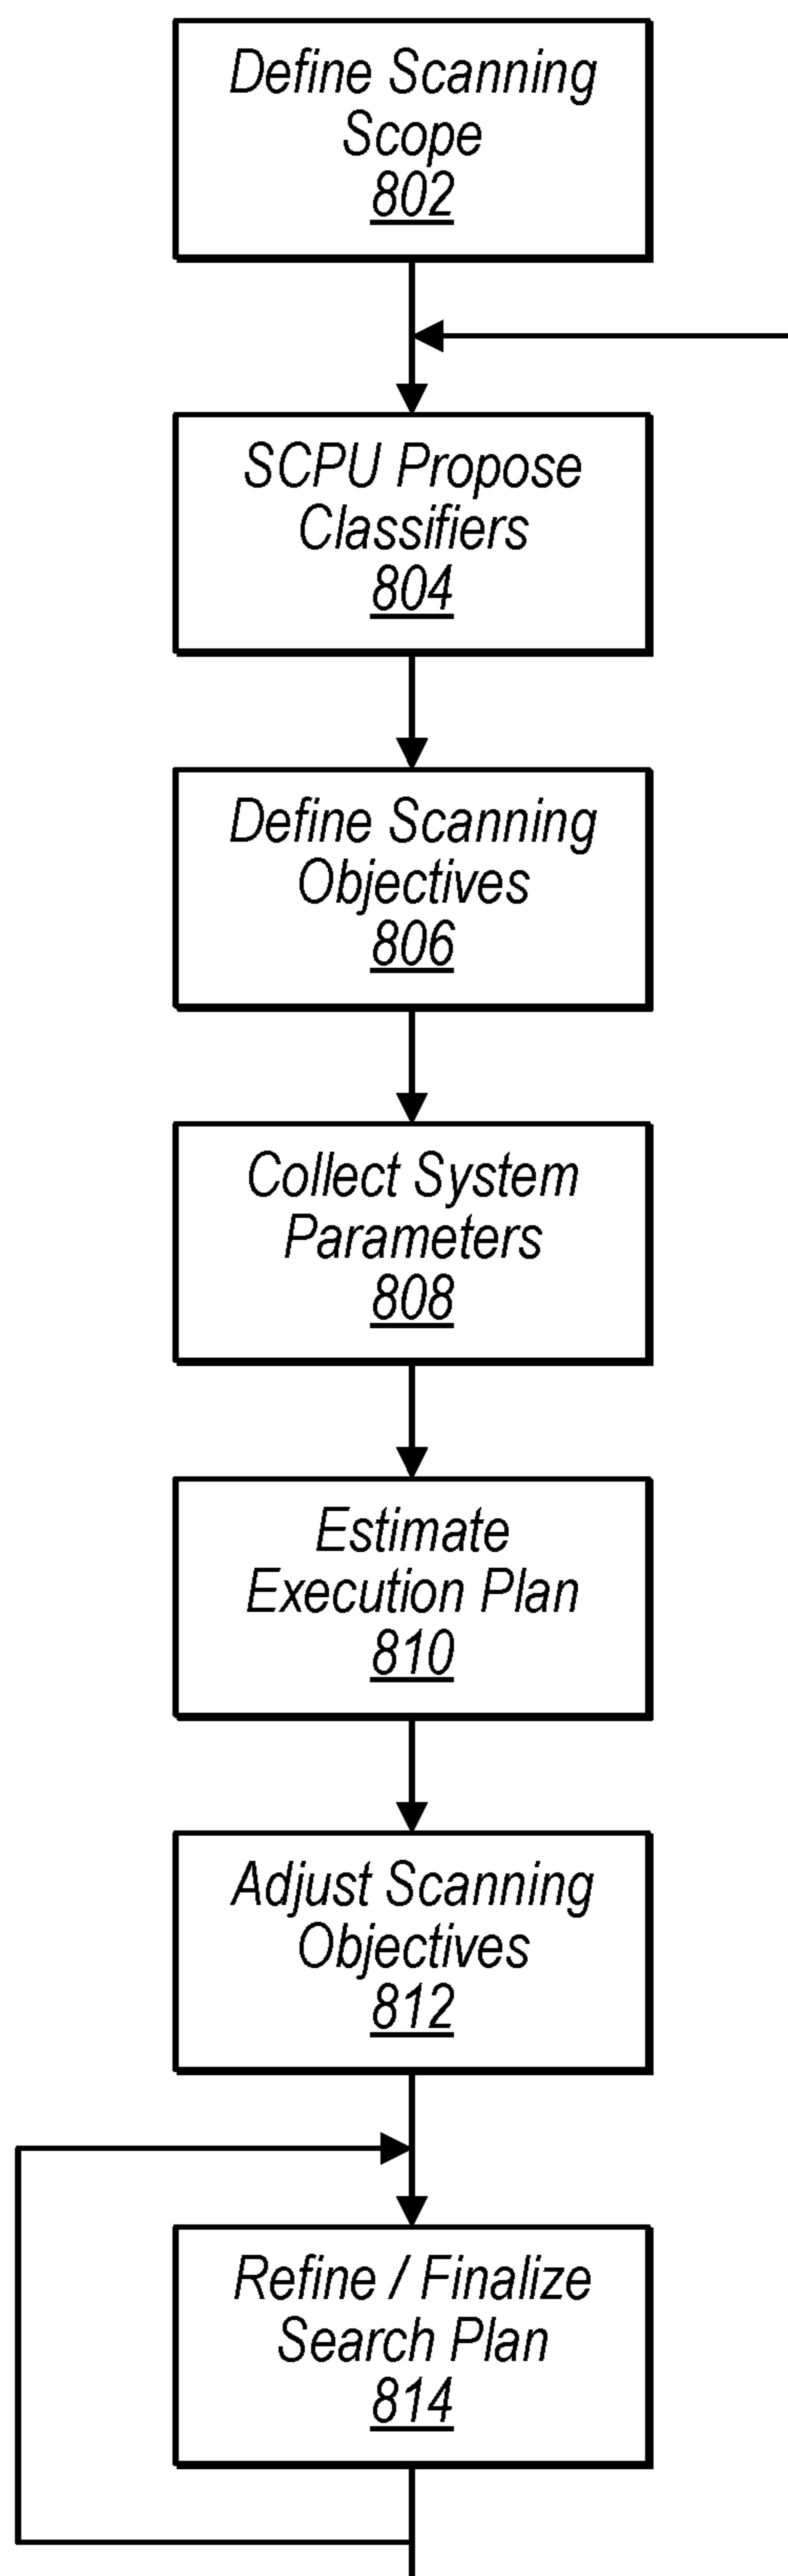 Define Scanning
Scope
802
SCPU Propose
Classifiers
804
Define Scanning
Objectives
806
Collect System
Parameters
808
Estimate
Execution Plan
810
Adjust Scanning
Objectives
812
Refine / Finalize
Search Plan
814